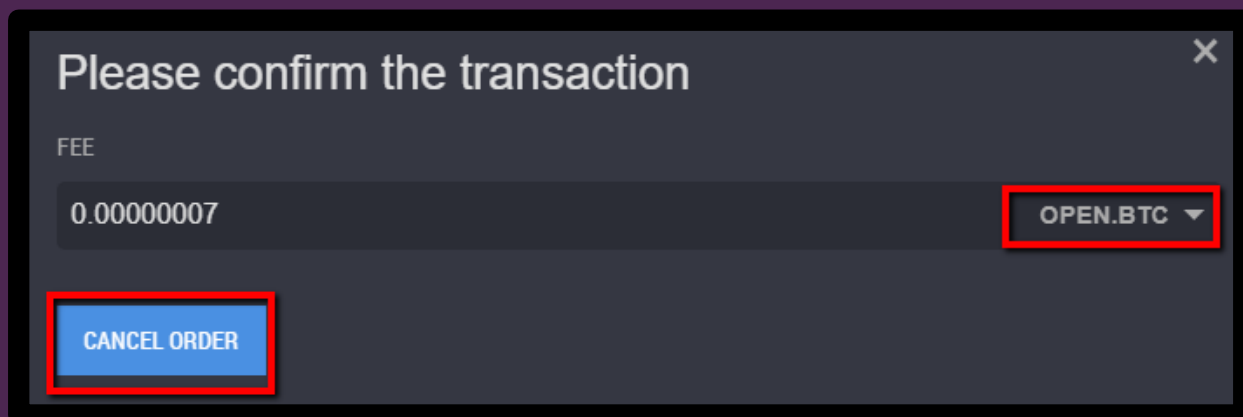 Please confirm the transaction
FEE
0.00000007 OPEN.BTC
CANCEL ORDER